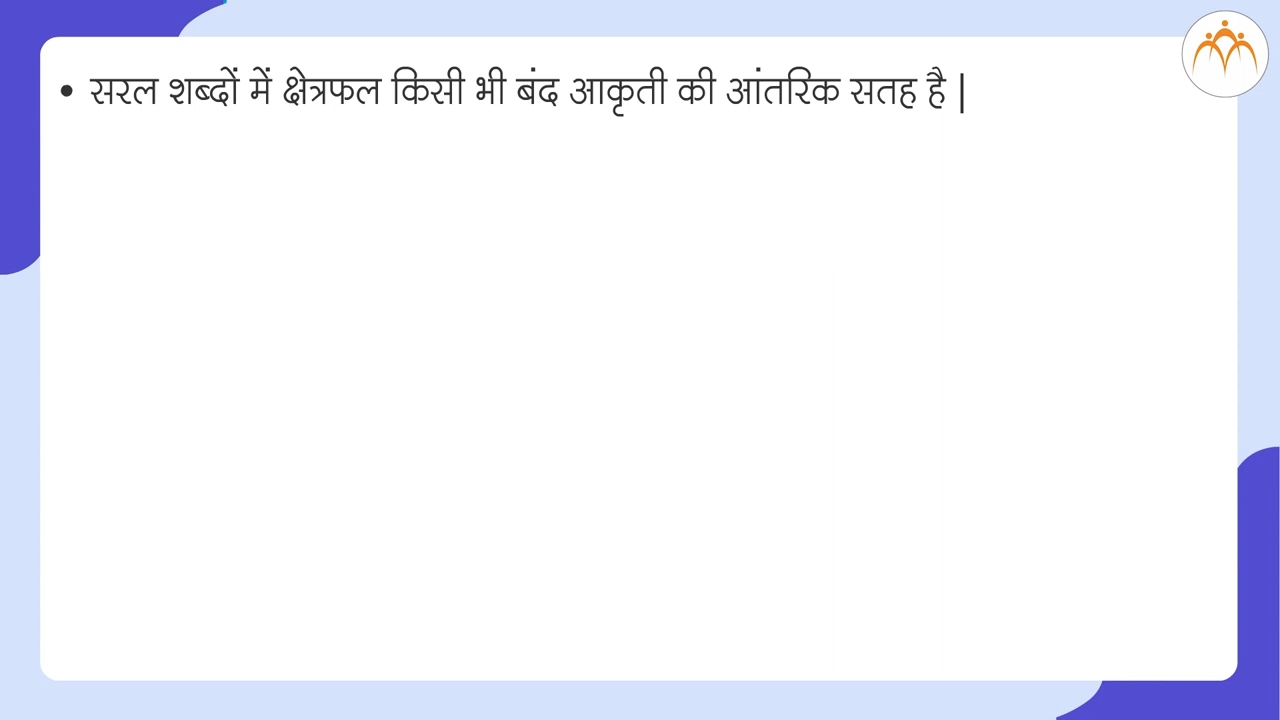 • सरल शब्दों में क्षेत्रफल किसी भी बंद आकृती की आंतरिक सतह है |